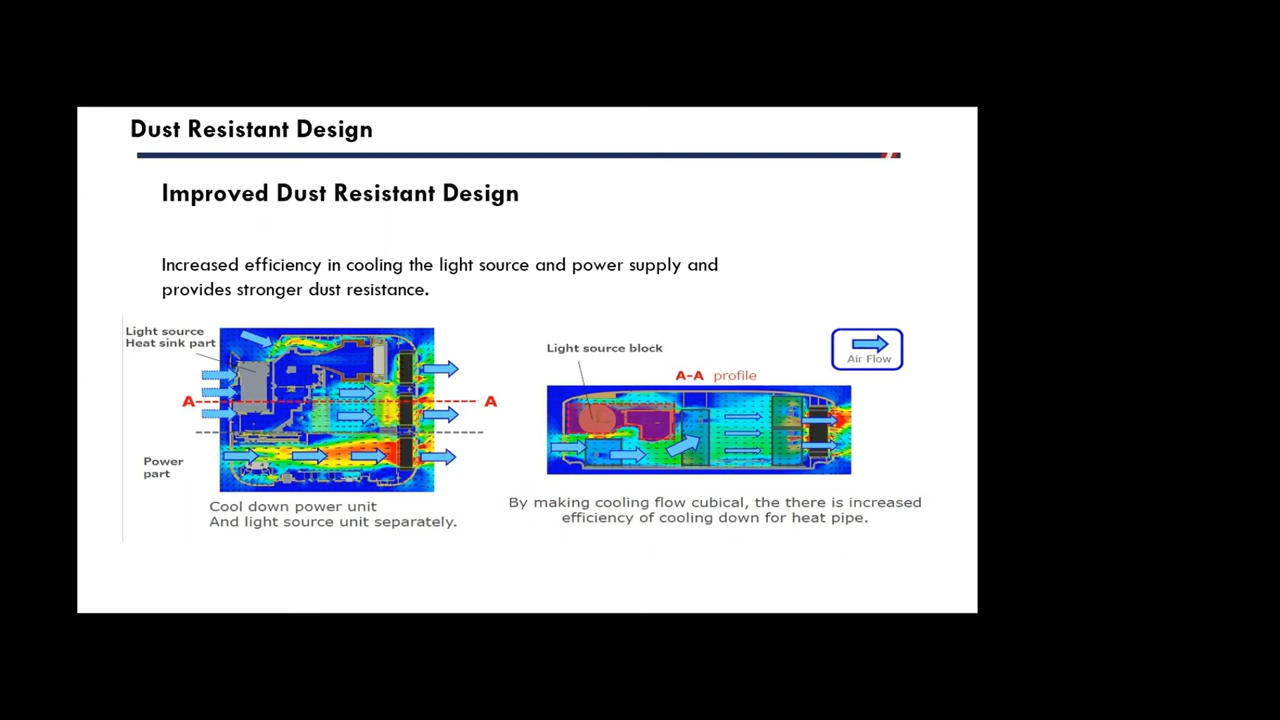 Dust Resistant Design
Improved Dust Resistant Design
Increased efficiency in cooling the light source and power supply and
provides stronger dust resistance.
Light source
Heat sink part
A
A
Power
part
Cool down power unit
And light source unit separately.
Light source block
A-A profile
Air Flow
By making cooling flow cubical, the there is increased
efficiency of cooling down for heat pipe.